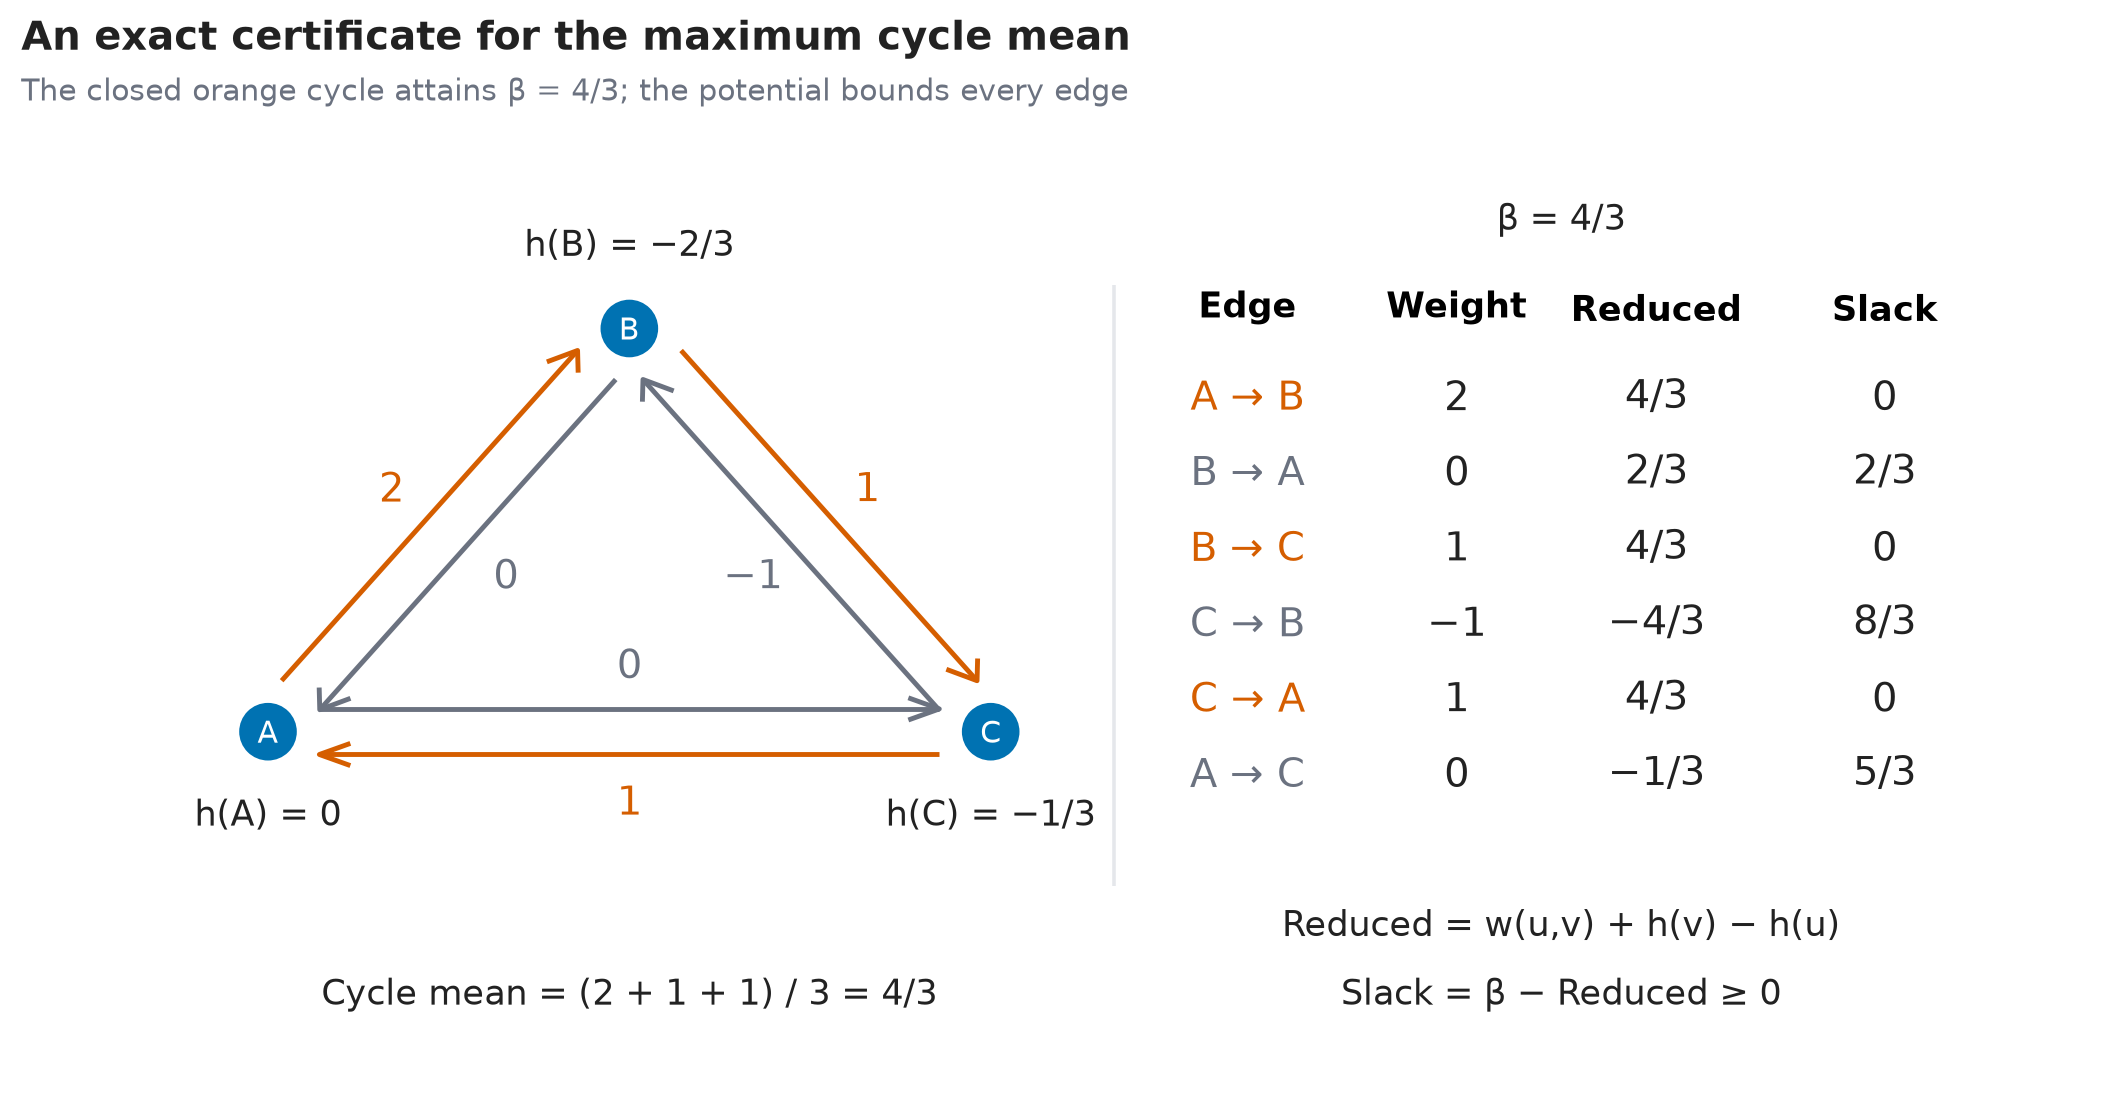 An exact certificate for the maximum cycle mean
The closed orange cycle attains β = 4/3; the potential bounds every edge
h(B) = −2/3
B
2
1
0
−1
0
A
C
h(A) = 0
1
h(C) = −1/3
Cycle mean = (2 + 1 + 1) / 3 = 4/3
β = 4/3
Edge Weight Reduced Slack
A → B 2 4/3 0
B → A 0 2/3 2/3
B → C 1 4/3 0
C → B −1 −4/3 8/3
C → A 1 4/3 0
A → C 0 −1/3 5/3
Reduced = w(u,v) + h(v) − h(u)
Slack = β − Reduced ≥ 0